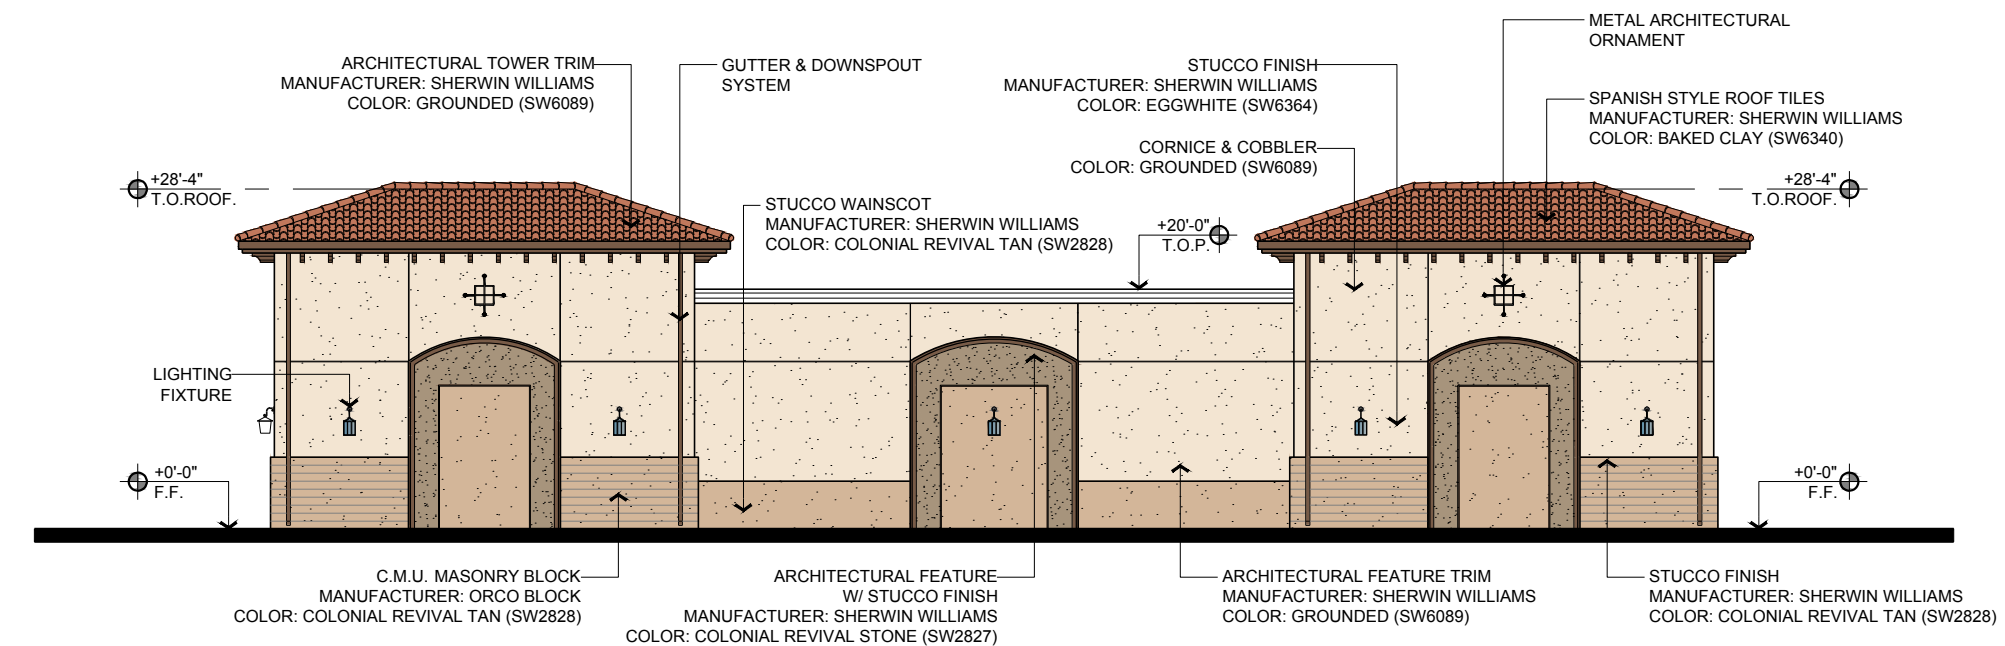 METAL ARCHITECTURAL
ORNAMENT
ARCHITECTURAL TOWER TRIM
MANUFACTURER: SHERWIN WILLIAMS
COLOR: GROUNDED (SW6089)
GUTTER & DOWNSPOUT
SYSTEM
STUCCO FINISH
MANUFACTURER: SHERWIN WILLIAMS
COLOR: EGGWHITE (SW6364)
SPANISH STYLE ROOF TILES
MANUFACTURER: SHERWIN WILLIAMS
COLOR: BAKED CLAY (SW6340)
CORNICE & COBBLER
COLOR: GROUNDED (SW6089)
+28'-4"
T.O.ROOF.
STUCCO WAINSCOT
MANUFACTURER: SHERWIN WILLIAMS
COLOR: COLONIAL REVIVAL TAN (SW2828)
+20'-0"
T.O.P.
+28'-4"
T.O.ROOF.
LIGHTING
FIXTURE
+0'-0"
F.F.
+0'-0"
F.F.
C.M.U. MASONRY BLOCK
MANUFACTURER: ORCO BLOCK
COLOR: COLONIAL REVIVAL TAN (SW2828)
ARCHITECTURAL FEATURE
W/ STUCCO FINISH
MANUFACTURER: SHERWIN WILLIAMS
COLOR: COLONIAL REVIVAL STONE (SW2827)
ARCHITECTURAL FEATURE TRIM
MANUFACTURER: SHERWIN WILLIAMS
COLOR: GROUNDED (SW6089)
STUCCO FINISH
MANUFACTURER: SHERWIN WILLIAMS
COLOR: COLONIAL REVIVAL TAN (SW2828)